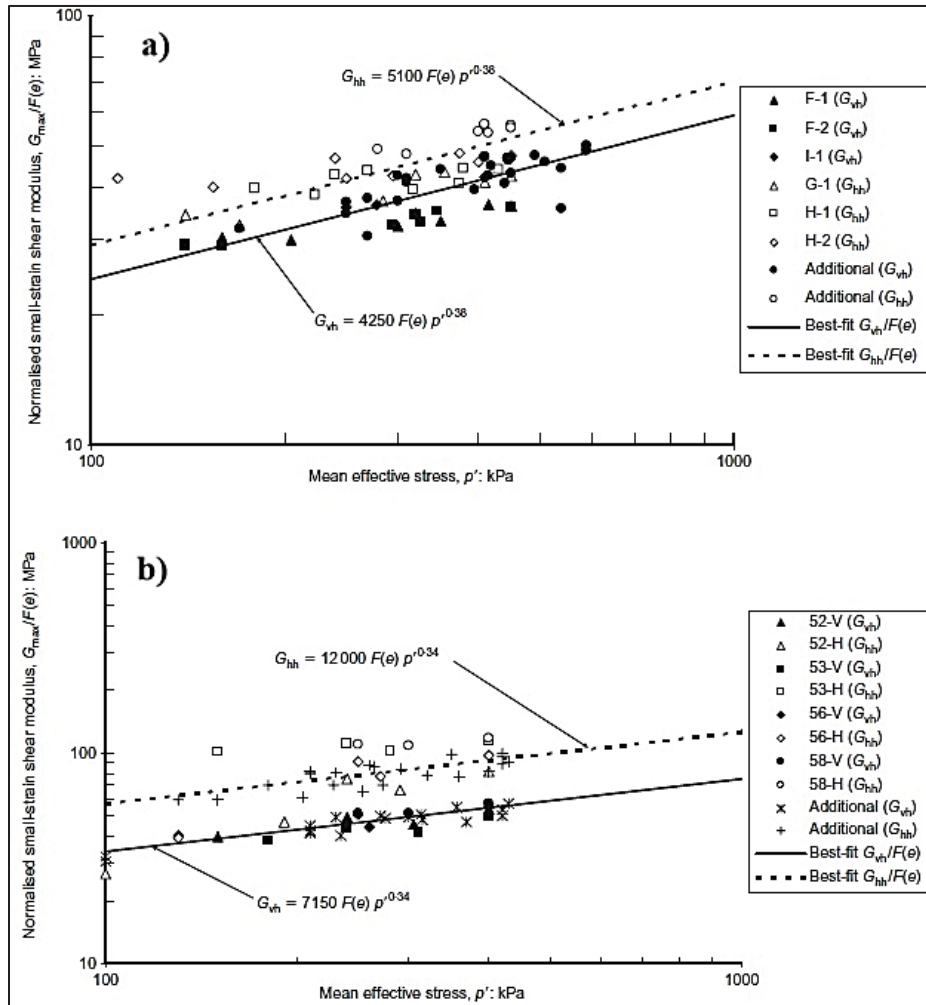 a)
100
10
100
1000
Normalised small-strain shear modulus, Gmax/F(e): MPa
Mean effective stress, p′: kPa
Ghh = 5100 F(e) p′0·38
Gvh = 4250 F(e) p′0·38
F-1 (Gvh)
F-2 (Gvh)
I-1 (Gvh)
G-1 (Ghh)
H-1 (Ghh)
H-2 (Ghh)
Additional (Gvh)
Additional (Ghh)
Best-fit Gvh/F(e)
Best-fit Ghh/F(e)
b)
1000
100
10
100
1000
Normalised small-strain shear modulus, Gmax/F(e): MPa
Mean effective stress, p′: kPa
Ghh = 12 000 F(e) p′0·34
Gvh = 7150 F(e) p′0·34
52-V (Gvh)
52-H (Ghh)
53-V (Gvh)
53-H (Ghh)
56-V (Gvh)
56-H (Ghh)
58-V (Gvh)
58-H (Ghh)
Additional (Gvh)
Additional (Ghh)
Best-fit Gvh/F(e)
Best-fit Ghh/F(e)